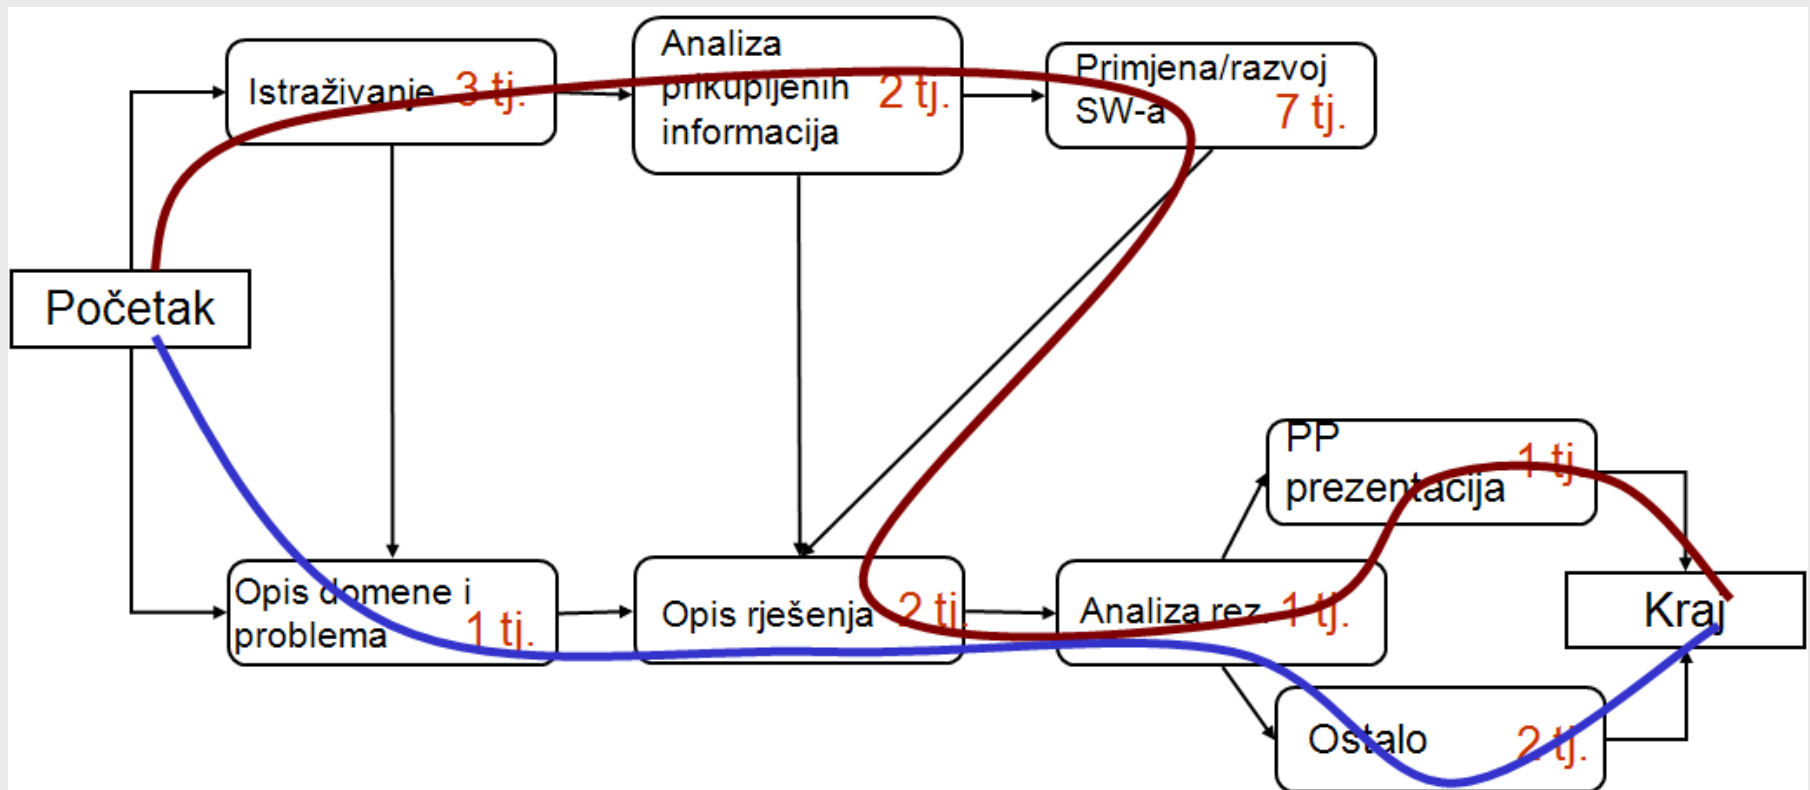 Istraživanje 3 tj.
Analiza
prikupljenih 2 tj.
informacija
Primjena/razvoj
SW-a 7 tj.
Početak
PP
prezentacija 1 tj.
Opis domene i
problema 1 tj.
Opis rješenja 2 tj.
Analiza rez. 1 tj.
Kraj
Ostalo 2 tj.